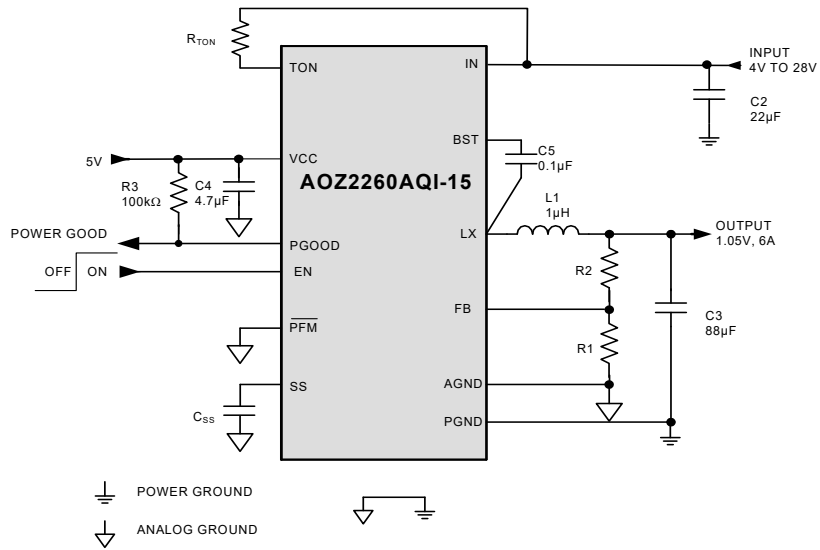 R_TON
TON
IN
INPUT
4V TO 28V
C2
22µF
BST
C5
0.1µF
5V
VCC
AOZ2260AQI-15
R3
100kΩ
C4
4.7µF
L1
1µH
LX
OUTPUT
1.05V, 6A
POWER GOOD
PGOOD
OFF
ON
EN
R2
FB
C3
88µF
PFM
R1
SS
AGND
C_SS
PGND
POWER GROUND
ANALOG GROUND